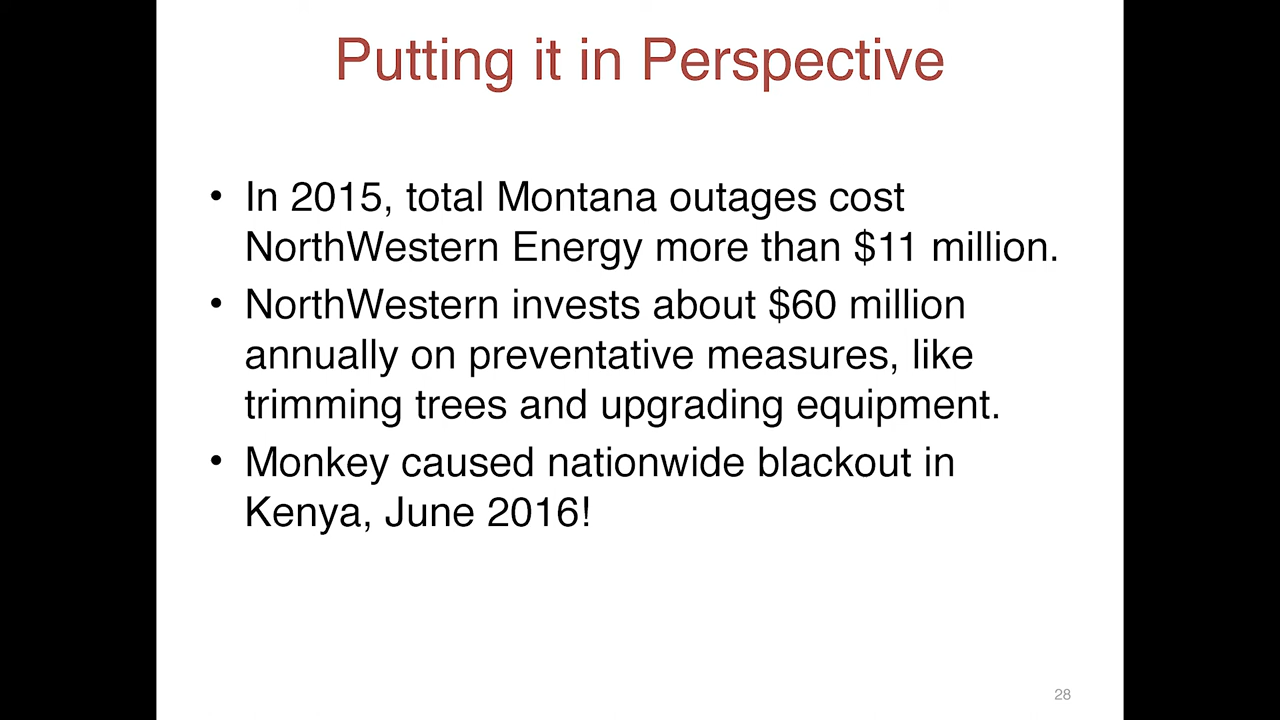 Putting it in Perspective
• In 2015, total Montana outages cost
NorthWestern Energy more than $11 million.
• NorthWestern invests about $60 million
annually on preventative measures, like
trimming trees and upgrading equipment.
• Monkey caused nationwide blackout in
Kenya, June 2016!
28